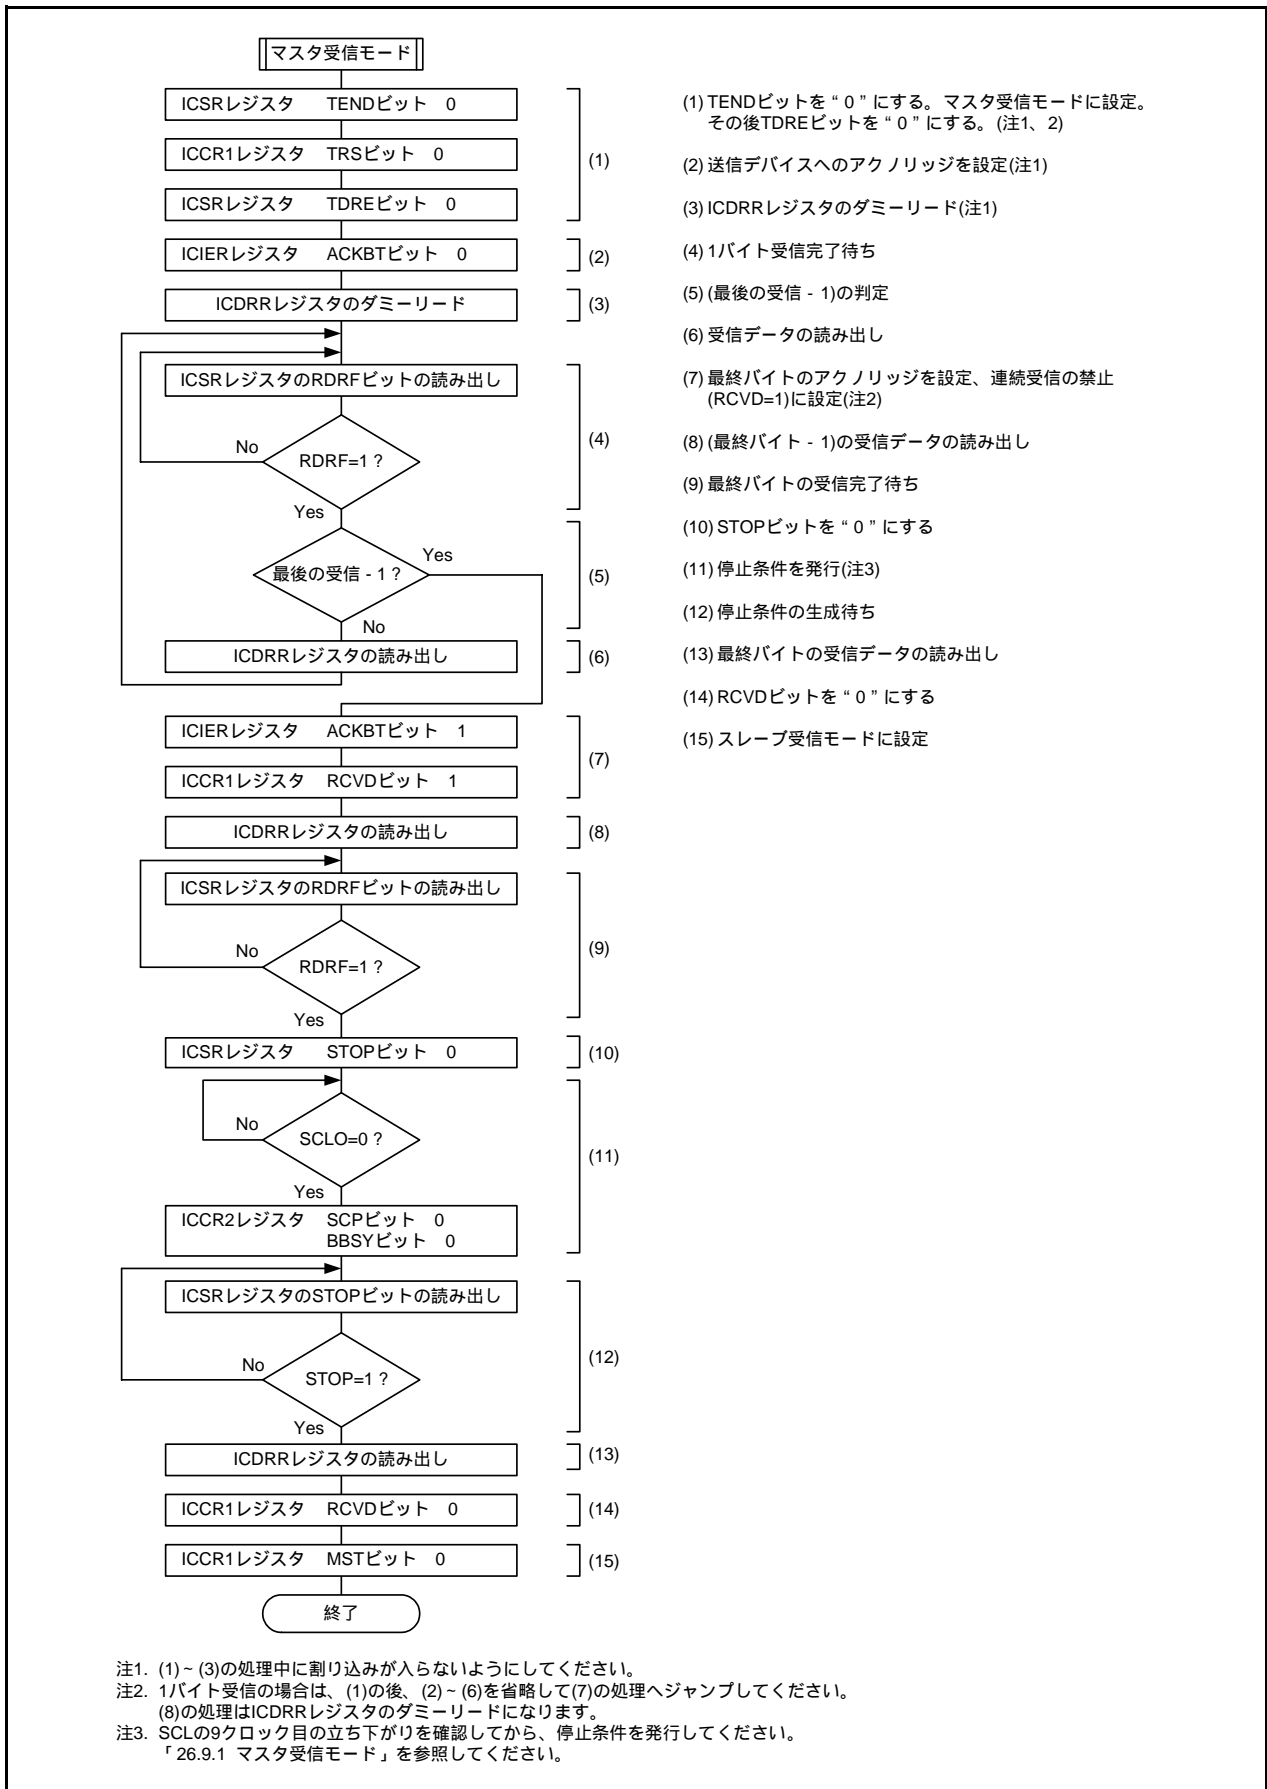 マスタ受信モード
ICSRレジスタ TENDビット 0
ICCR1レジスタ TRSビット 0
ICSRレジスタ TDREビット 0
(1)
ICIERレジスタ ACKBTビット 0
(2)
ICDRRレジスタのダミーリード
(3)
ICSRレジスタのRDRFビットの読み出し
RDRF=1 ?
No
Yes
(4)
最後の受信 - 1 ?
Yes
No
(5)
ICDRRレジスタの読み出し
(6)
ICIERレジスタ ACKBTビット 1
ICCR1レジスタ RCVDビット 1
(7)
ICDRRレジスタの読み出し
(8)
ICSRレジスタのRDRFビットの読み出し
No
RDRF=1 ?
Yes
(9)
ICSRレジスタ STOPビット 0
(10)
No
SCLO=0 ?
Yes
ICCR2レジスタ SCPビット 0
BBSYビット 0
(11)
ICSRレジスタのSTOPビットの読み出し
No
STOP=1 ?
Yes
(12)
ICDRRレジスタの読み出し
(13)
ICCR1レジスタ RCVDビット 0
(14)
ICCR1レジスタ MSTビット 0
(15)
終了
(1) TENDビットを“ 0 ” にする。マスタ受信モードに設定。
その後TDREビットを“ 0 ” にする。(注1、2)
(2) 送信デバイスへのアクノリッジを設定(注1)
(3) ICDRRレジスタのダミーリード(注1)
(4) 1バイト受信完了待ち
(5) (最後の受信 - 1)の判定
(6) 受信データの読み出し
(7) 最終バイトのアクノリッジを設定、連続受信の禁止
(RCVD=1)に設定(注2)
(8) (最終バイト - 1)の受信データの読み出し
(9) 最終バイトの受信完了待ち
(10) STOPビットを“ 0 ” にする
(11) 停止条件を発行(注3)
(12) 停止条件の生成待ち
(13) 最終バイトの受信データの読み出し
(14) RCVDビットを“ 0 ” にする
(15) スレーブ受信モードに設定
注1. (1) ~ (3)の処理中に割り込みが入らないようにしてください。
注2. 1バイト受信の場合は、(1)の後、(2) ~ (6)を省略して(7)の処理へジャンプしてください。
(8)の処理はICDRRレジスタのダミーリードになります。
注3. SCLの9クロック目の立ち下がりを確認してから、停止条件を発行してください。
「 26.9.1 マスタ受信モード」を参照してください。